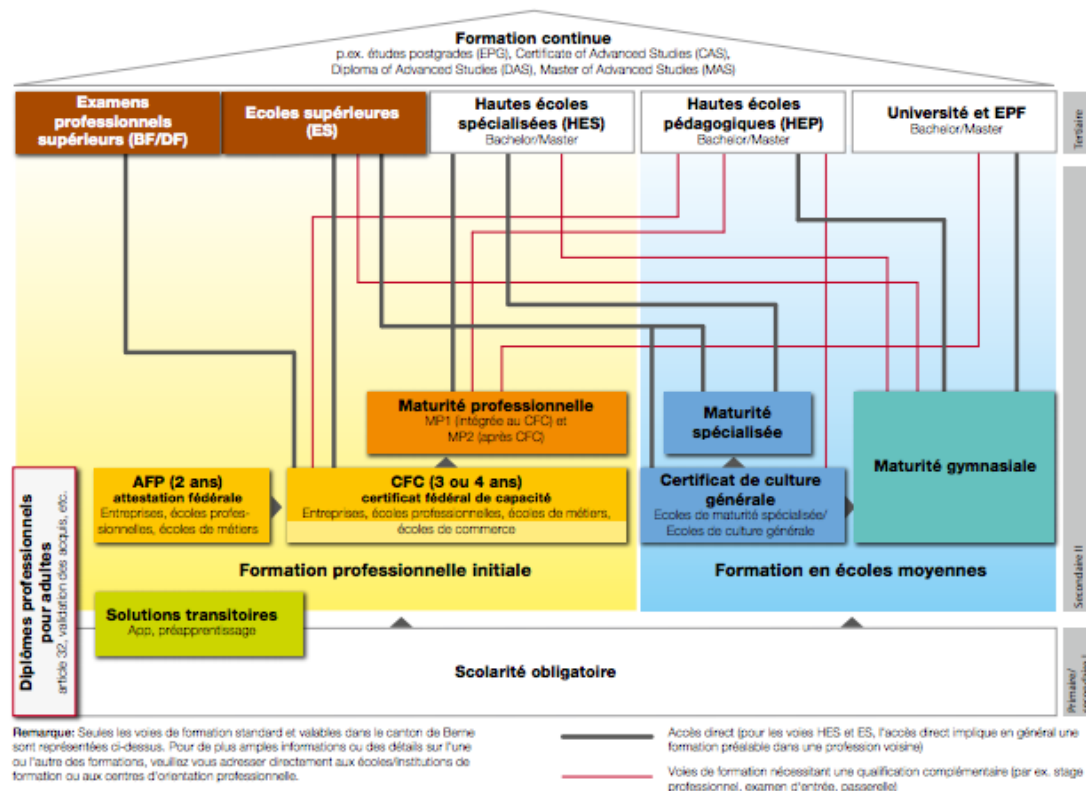 Formation continue
p.ex. études postgrades (EPG), Certificate of Advanced Studies (CAS),
Diploma of Advanced Studies (DAS), Master of Advanced Studies (MAS)
Examens
professionnels
supérieurs (BF/DF)
Ecoles supérieures
(ES)
Hautes écoles
spécialisées (HES)
Bachelor/Master
Hautes écoles
pédagogiques (HEP)
Bachelor/Master
Université et EPF
Bachelor/Master
Tertiaire
Maturité professionnelle
MP1 (intégrée au CFC) et
MP2 (après CFC)
Maturité
spécialisée
Maturité gymnasiale
AFP (2 ans)
attestation fédérale
Entreprises, écoles profes-
sionnelles, écoles de métiers
CFC (3 ou 4 ans)
certificat fédéral de capacité
Entreprises, écoles professionnelles, écoles de métiers,
écoles de commerce
Certificat de culture
générale
Ecoles de maturité spécialisée/
Ecoles de culture générale
Formation professionnelle initiale
Formation en écoles moyennes
Secondaire II
Diplômes professionnels
pour adultes
article 32, validation des acquis, etc.
Solutions transitoires
App, préapprentissage
Scolarité obligatoire
Primaire/
Remarque: Seules les voies de formation standard et valables dans le canton de Berne
sont représentées ci-dessus. Pour de plus amples informations ou des détails sur l'une
ou l'autre des formations, veuillez vous adresser directement aux écoles/institutions de
formation ou aux centres d'orientation professionnelle.
Accès direct (pour les voies HES et ES, l'accès direct implique en général une
formation préalable dans une profession voisine)
Voies de formation nécessitant une qualification complémentaire (par ex. stage
professionnel, examen d'entrée, passerelle)